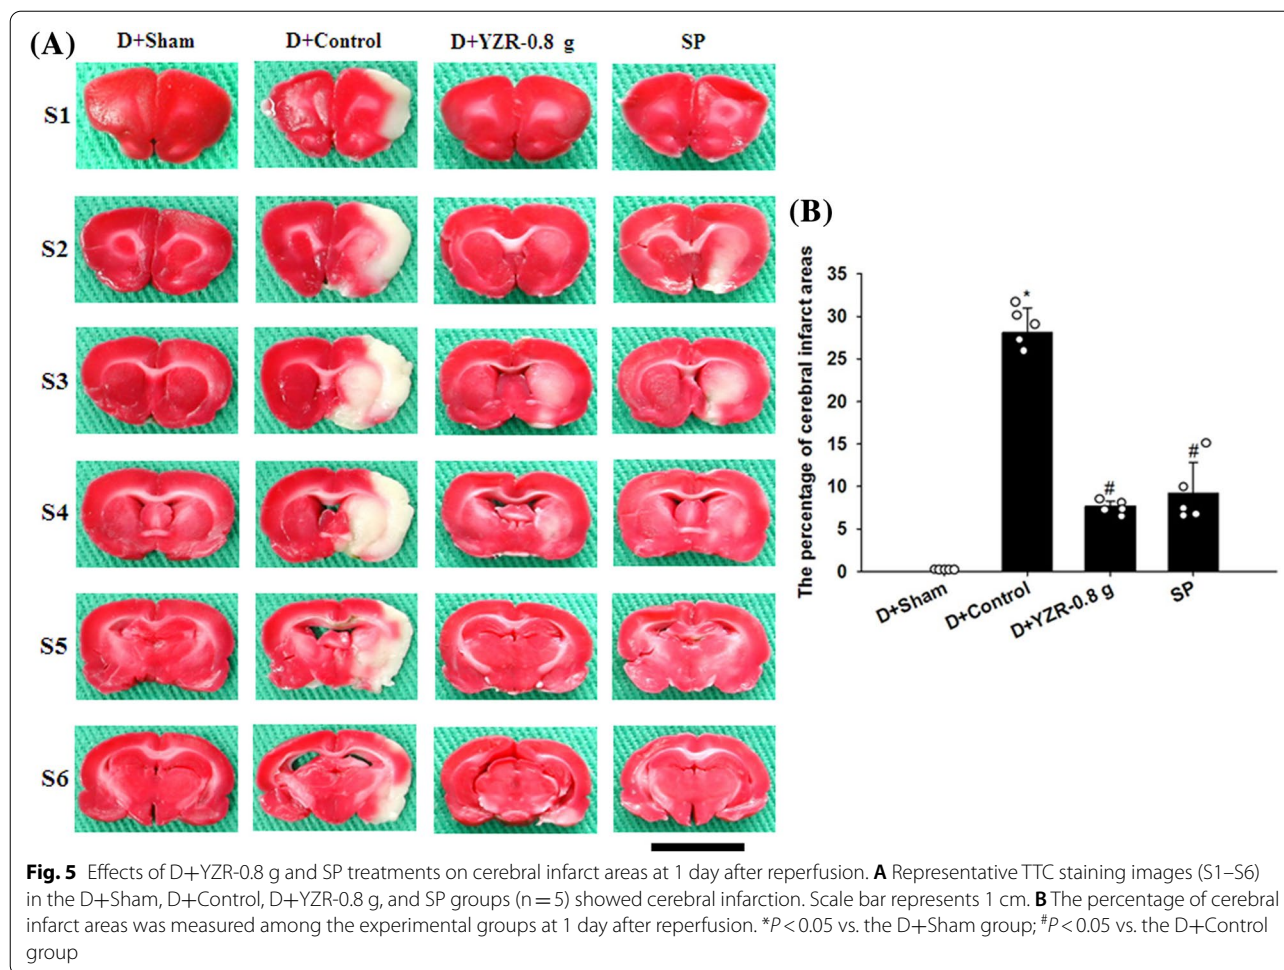 (A)
D+Sham D+Control D+YZR-0.8 g SP
S1
S2
S3
S4
S5
S6
(B)
The percentage of cerebral infarct areas
35
30
25
20
15
10
5
0
*
#
#
D+Sham
D+Control
D+YZR-0.8 g
SP
Fig. 5 Effects of D+YZR-0.8 g and SP treatments on cerebral infarct areas at 1 day after reperfusion. A Representative TTC staining images (S1–S6)
in the D+Sham, D+Control, D+YZR-0.8 g, and SP groups (n = 5) showed cerebral infarction. Scale bar represents 1 cm. B The percentage of cerebral
infarct areas was measured among the experimental groups at 1 day after reperfusion. *P < 0.05 vs. the D+Sham group; #P < 0.05 vs. the D+Control
group